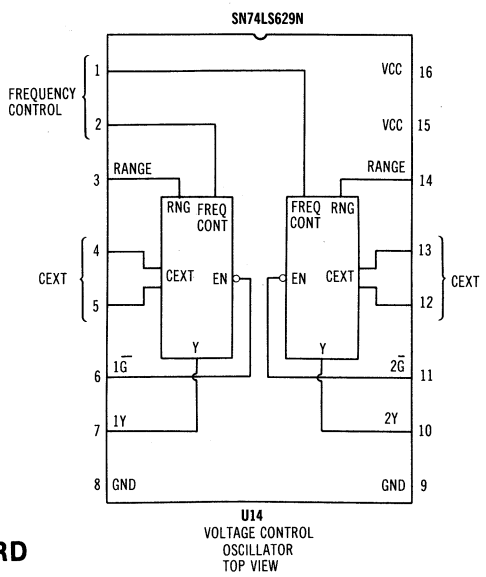 SN74LS629N
1
VCC 16
FREQUENCY
CONTROL
2
VCC 15
3 RANGE
RANGE 14
RNG FREQ
CONT
FREQ RNG
CONT
4
13
CEXT
CEXT EN
EN CEXT
CEXT
5
12
Y
Y
6 1G̅
2G̅ 11
7 1Y
2Y 10
8 GND
GND 9
U14
VOLTAGE CONTROL
OSCILLATOR
TOP VIEW
RD